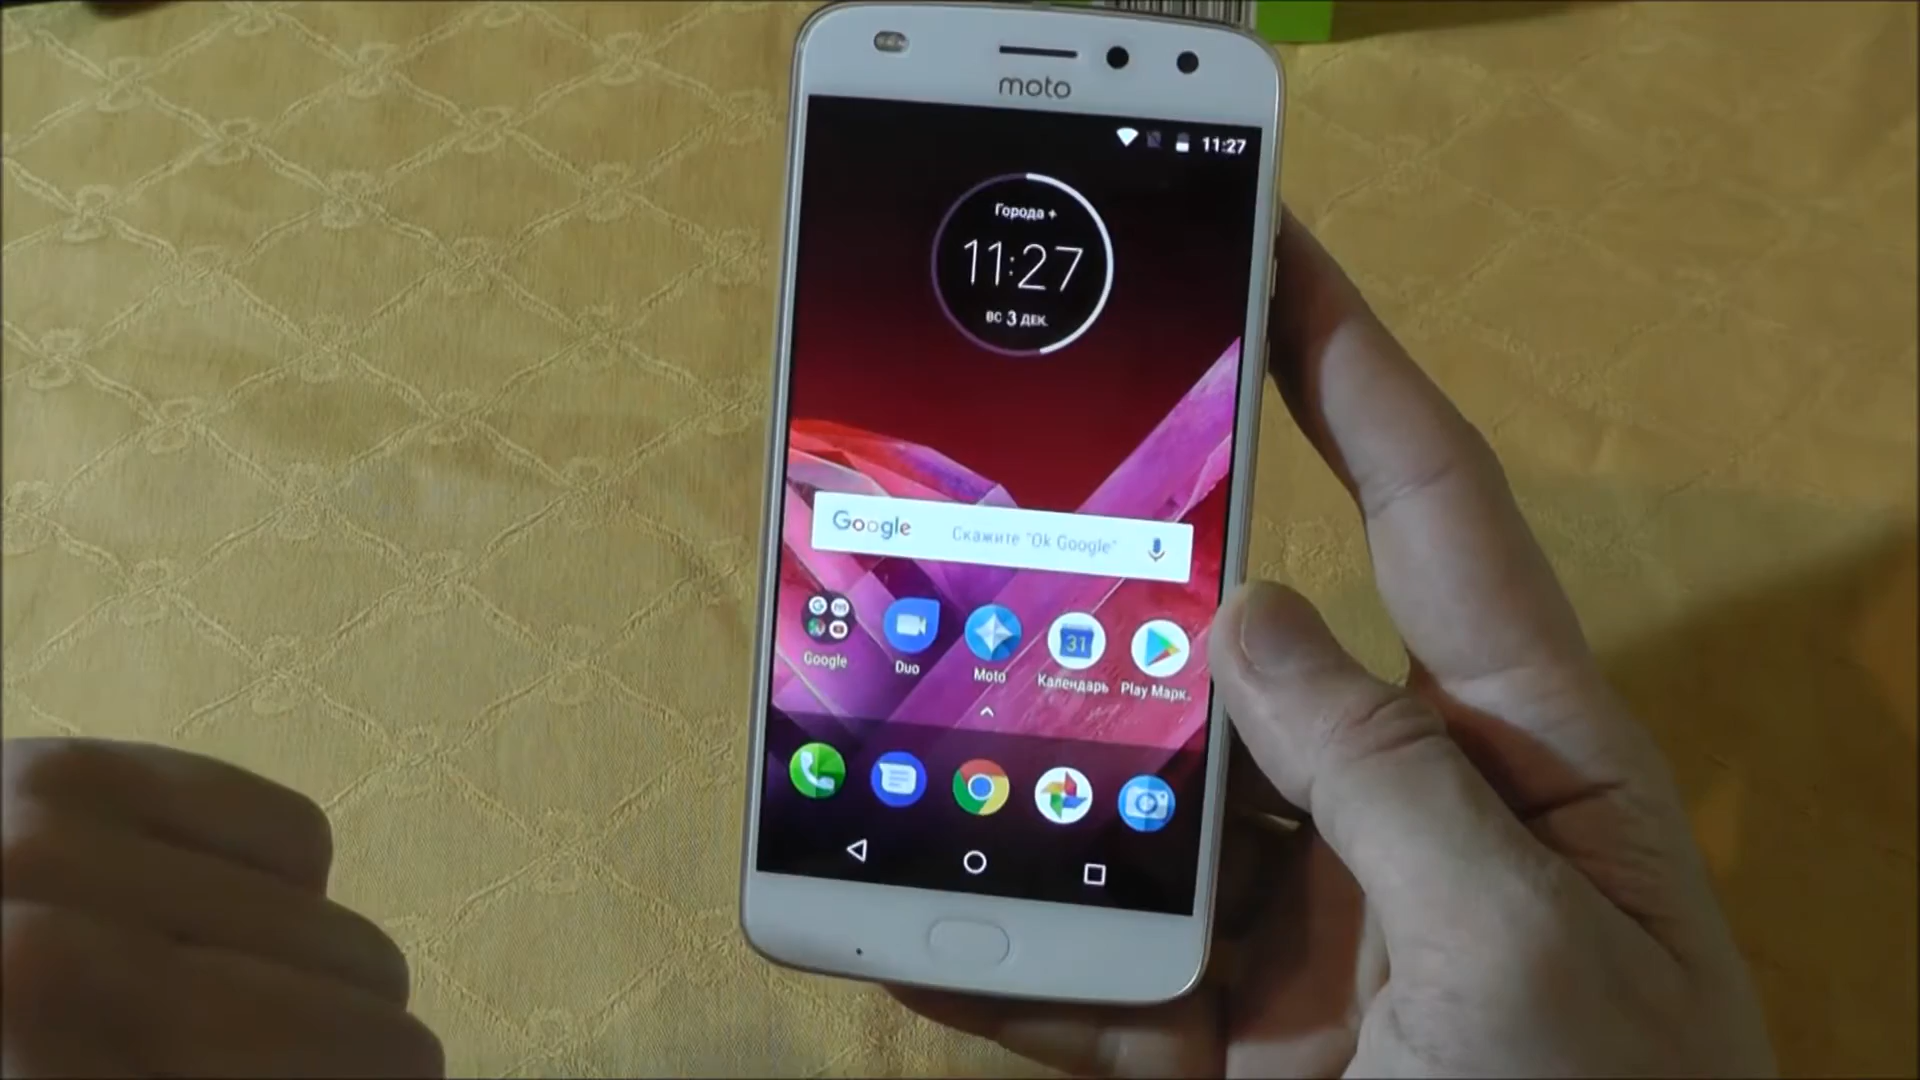 moto
11:27
Города +
11:27
ВС 3 ДЕК.
Google Скажите "Ok Google"
Google Duo Moto 31 Календарь Play Марк..